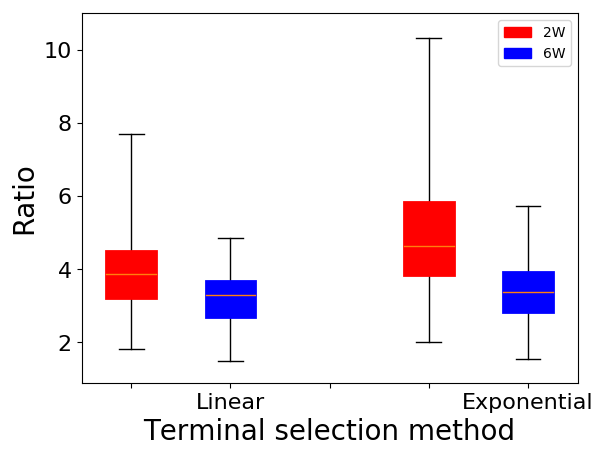 10
8
6
4
2
Ratio
2W
6W
Linear
Exponential
Terminal selection method